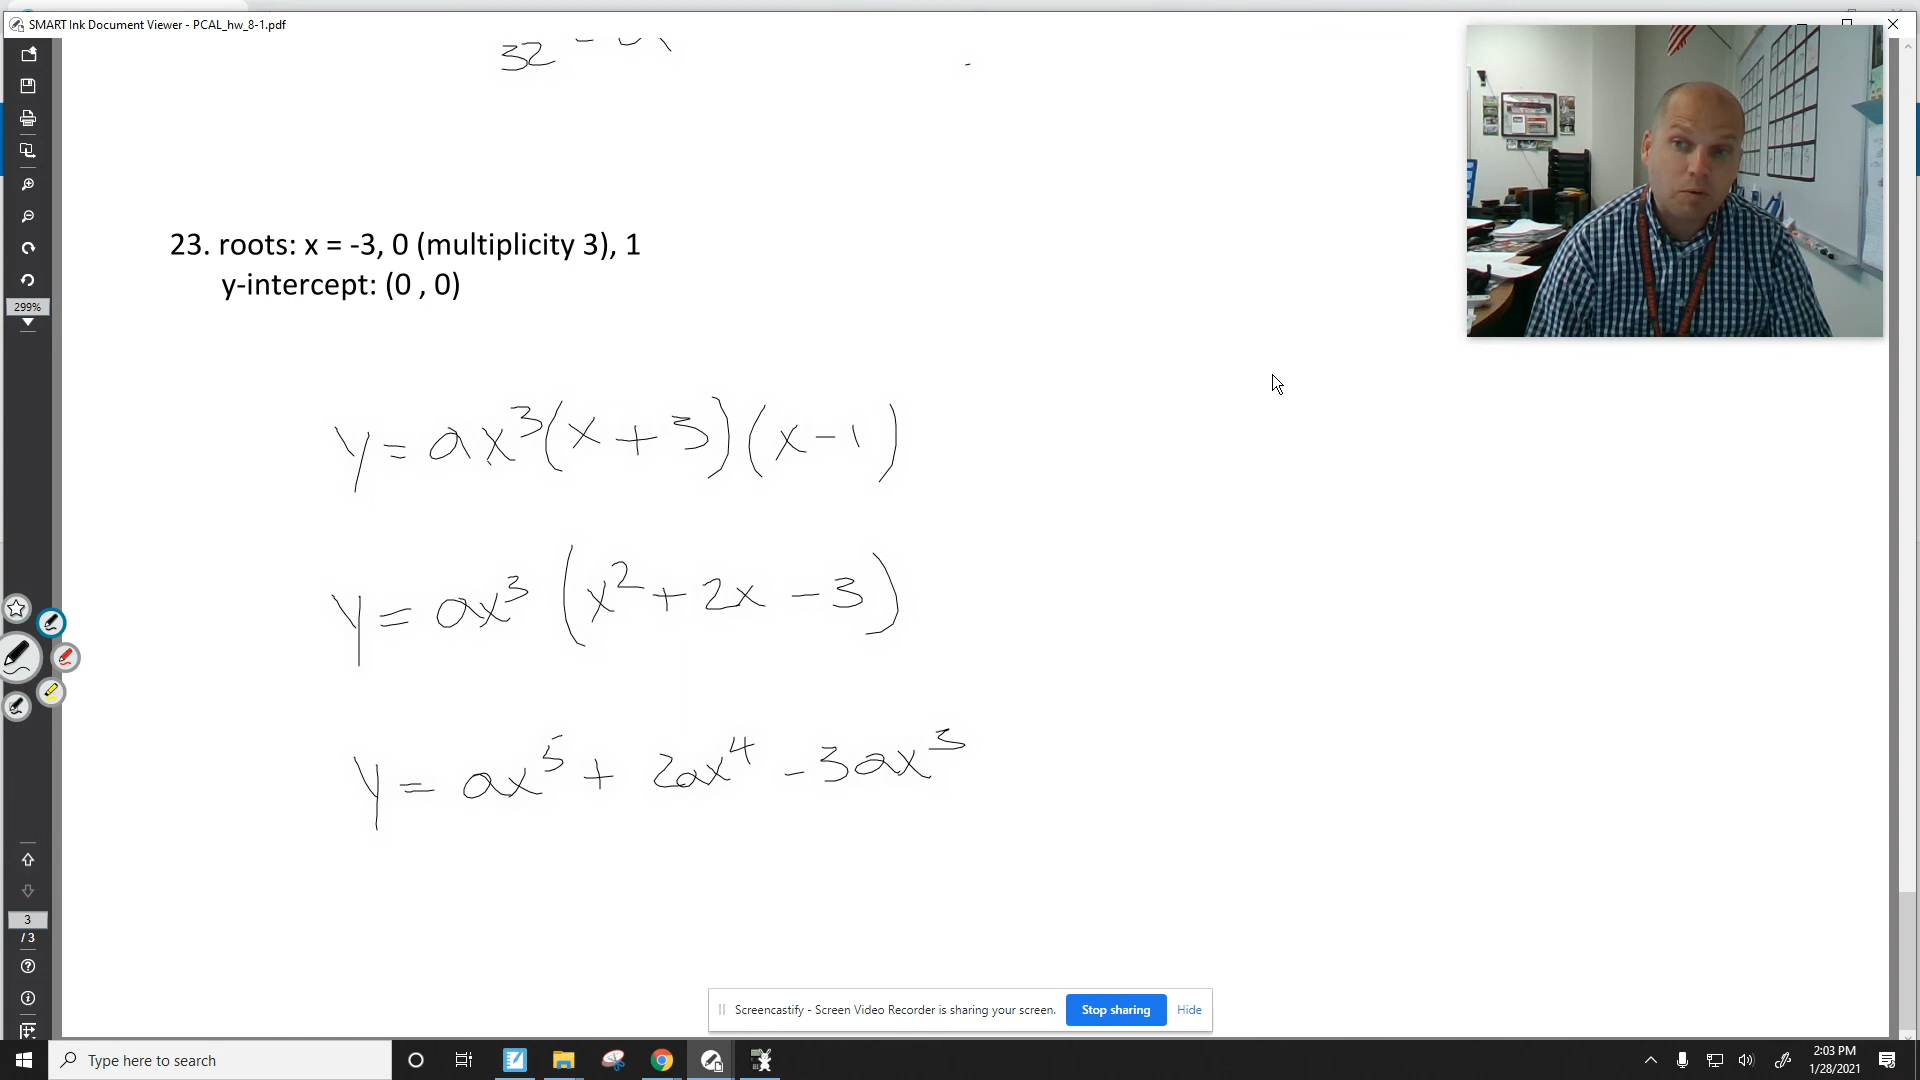 SMART Ink Document Viewer - PCAL_hw_8-1.pdf
32
23. roots: x = -3, 0 (multiplicity 3), 1
y-intercept: (0 , 0)
299%
y = ax³(x + 3)(x - 1)
y = ax³ (x² + 2x - 3)
y = ax⁵ + 2ax⁴ - 3ax³
3
/ 3
Screencastify - Screen Video Recorder is sharing your screen. Stop sharing Hide
Type here to search
2:03 PM
1/28/2021